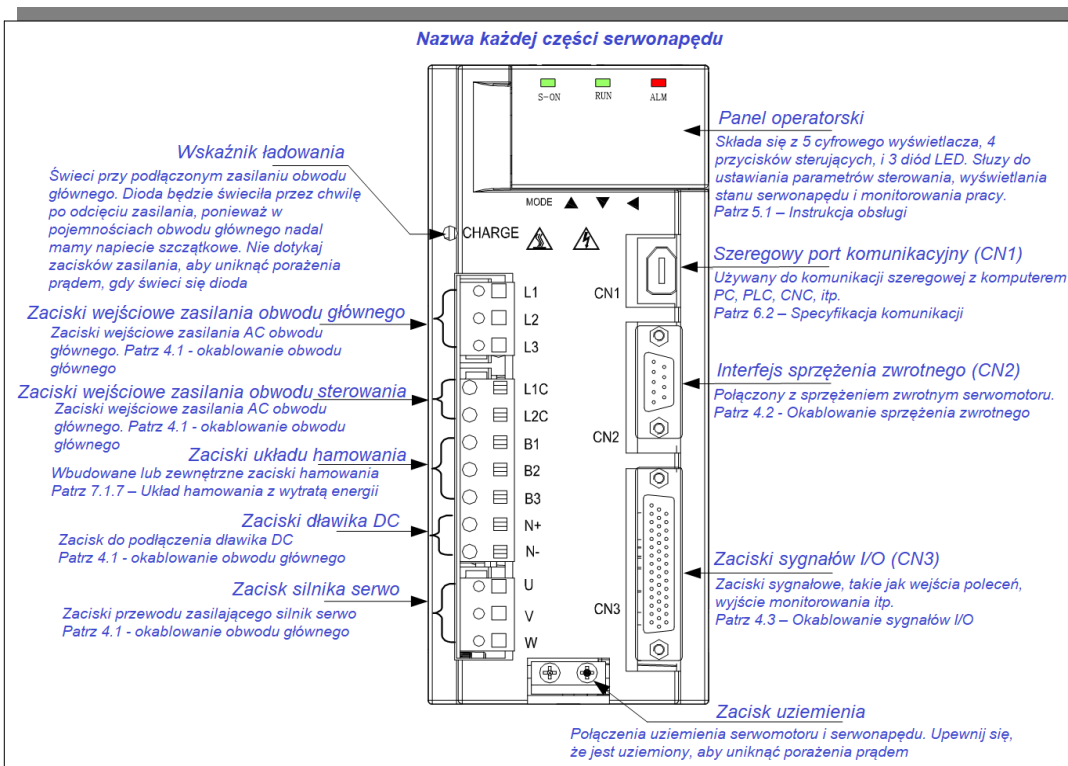 Nazwa każdej części serwonapędu
S-ON RUN ALM
MODE
CHARGE
Wskaźnik ładowania
Świeci przy podłączonym zasilaniu obwodu
głównego. Dioda będzie świeciła przez chwilę
po odcięciu zasilania, ponieważ w
pojemnościach obwodu głównego nadal
mamy napiecie szczątkowe. Nie dotykaj
zacisków zasilania, aby uniknąć porażenia
prądem, gdy świeci się dioda
Zaciski wejściowe zasilania obwodu głównego
Zaciski wejściowe zasilania AC obwodu
głównego. Patrz 4.1 - okablowanie obwodu
głównego
Zaciski wejściowe zasilania obwodu sterowania
Zaciski wejściowe zasilania AC obwodu
głównego. Patrz 4.1 - okablowanie obwodu
głównego
Zaciski układu hamowania
Wbudowane lub zewnętrzne zaciski hamowania
Patrz 7.1.7 – Układ hamowania z wytratą energii
Zaciski dławika DC
Zacisk do podłączenia dławika DC
Patrz 4.1 - okablowanie obwodu głównego
Zacisk silnika serwo
Zaciski przewodu zasilającego silnik serwo
Patrz 4.1 - okablowanie obwodu głównego
L1
L2
L3
L1C
L2C
B1
B2
B3
N+
N-
U
V
W
CN1
CN2
CN3
Panel operatorski
Składa się z 5 cyfrowego wyświetlacza, 4
przycisków sterujących, i 3 diód LED. Służy do
ustawiania parametrów sterowania, wyświetlania
stanu serwonapędu i monitorowania pracy.
Patrz 5.1 – Instrukcja obsługi
Szeregowy port komunikacyjny (CN1)
Używany do komunikacji szeregowej z komputerem
PC, PLC, CNC, itp.
Patrz 6.2 – Specyfikacja komunikacji
Interfejs sprzężenia zwrotnego (CN2)
Połączony z sprzężeniem zwrotnym serwomotoru.
Patrz 4.2 - Okablowanie sprzężenia zwrotnego
Zaciski sygnałów I/O (CN3)
Zaciski sygnałowe, takie jak wejścia poleceń,
wyjście monitorowania itp.
Patrz 4.3 – Okablowanie sygnałów I/O
Zacisk uziemienia
Połączenia uziemienia serwomotoru i serwonapędu. Upewnij się,
że jest uziemiony, aby uniknąć porażenia prądem